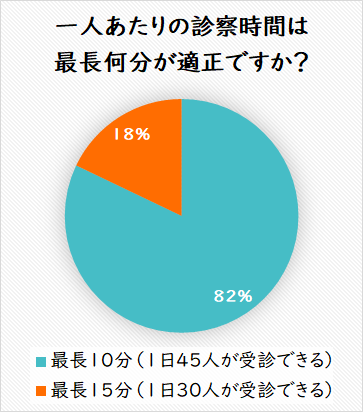 一人あたりの診察時間は
最長何分が適正ですか?
18%
82%
最長10分(1日45人が受診できる)
最長15分(1日30人が受診できる)